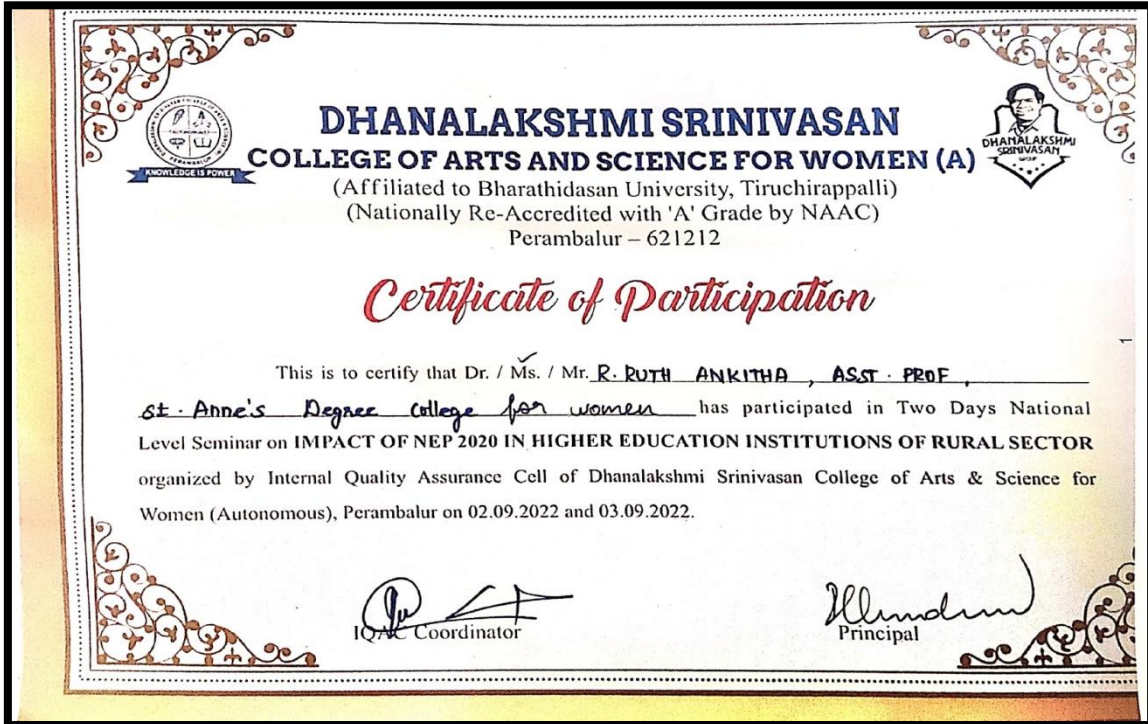 DHANALAKSHMI SRINIVASAN
COLLEGE OF ARTS AND SCIENCE FOR WOMEN (A)
KNOWLEDGE IS POWER
DHANALAKSHMI
SRINIVASAN
GROUP
(Affiliated to Bharathidasan University, Tiruchirappalli)
(Nationally Re-Accredited with 'A' Grade by NAAC)
Perambalur – 621212
Certificate of Participation
This is to certify that Dr. / Ms. / Mr. R. RUTH ANKITHA, ASST. PROF,
St. Anne's Degree College for women has participated in Two Days National
Level Seminar on IMPACT OF NEP 2020 IN HIGHER EDUCATION INSTITUTIONS OF RURAL SECTOR
organized by Internal Quality Assurance Cell of Dhanalakshmi Srinivasan College of Arts & Science for
Women (Autonomous), Perambalur on 02.09.2022 and 03.09.2022.
IQAC Coordinator
Principal
1